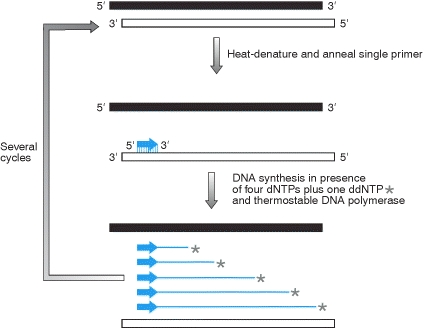 5′ 3′
3′ 5′
Heat-denature and anneal single primer
5′ 3′
5′ 3′
3′ 5′
Several
cycles
DNA synthesis in presence
of four dNTPs plus one ddNTP*
and thermostable DNA polymerase
*
*
*
*
*